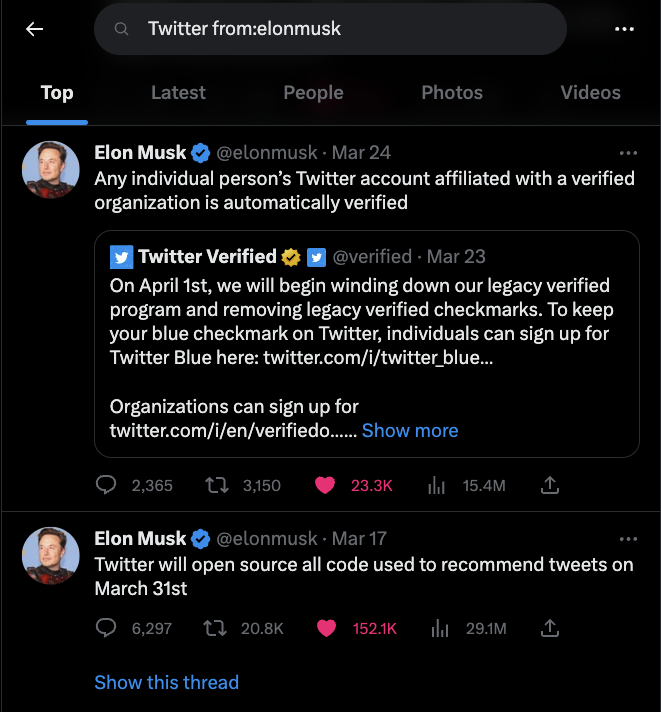 Twitter from:elonmusk
Top Latest People Photos Videos
Elon Musk @elonmusk · Mar 24
Any individual person’s Twitter account affiliated with a verified
organization is automatically verified
Twitter Verified @verified · Mar 23
On April 1st, we will begin winding down our legacy verified
program and removing legacy verified checkmarks. To keep
your blue checkmark on Twitter, individuals can sign up for
Twitter Blue here: twitter.com/i/twitter_blue...
Organizations can sign up for
twitter.com/i/en/verifiedo...... Show more
2,365 3,150 23.3K 15.4M
Elon Musk @elonmusk · Mar 17
Twitter will open source all code used to recommend tweets on
March 31st
6,297 20.8K 152.1K 29.1M
Show this thread